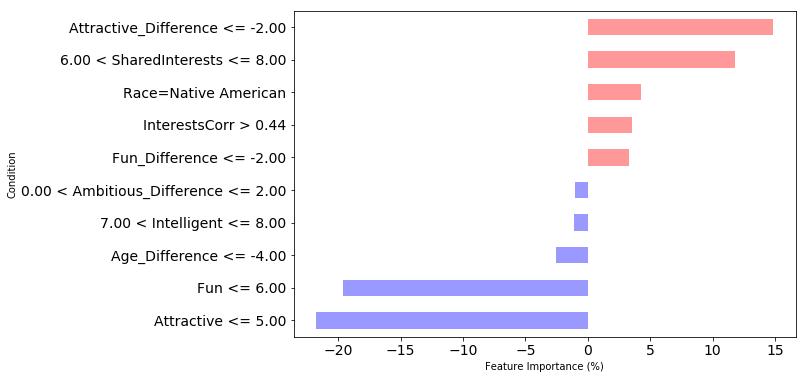 Attractive_Difference <= -2.00
6.00 < SharedInterests <= 8.00
Race=Native American
InterestsCorr > 0.44
Fun_Difference <= -2.00
0.00 < Ambitious_Difference <= 2.00
7.00 < Intelligent <= 8.00
Age_Difference <= -4.00
Fun <= 6.00
Attractive <= 5.00
Condition
−20 −15 −10 −5 0 5 10 15
Feature Importance (%)